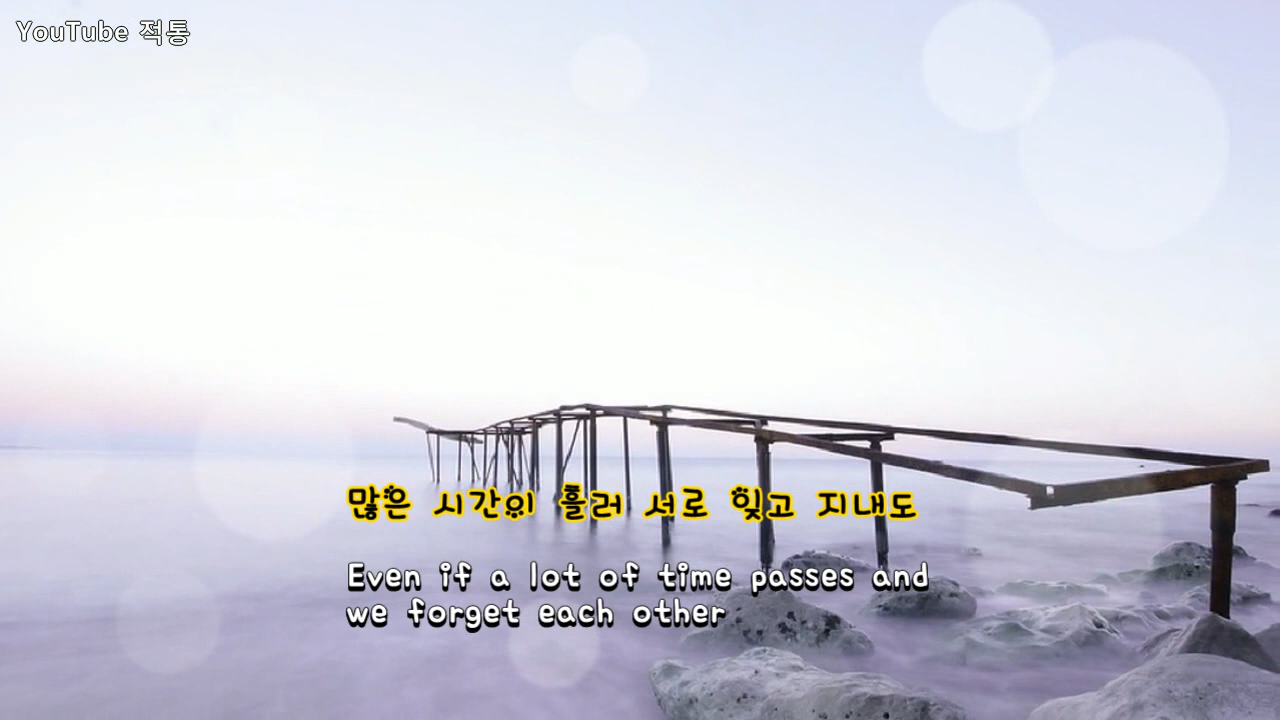 YouTube 적통
많은 시간이 흘러 서로 잊고 지내도
Even if a lot of time passes and
we forget each other